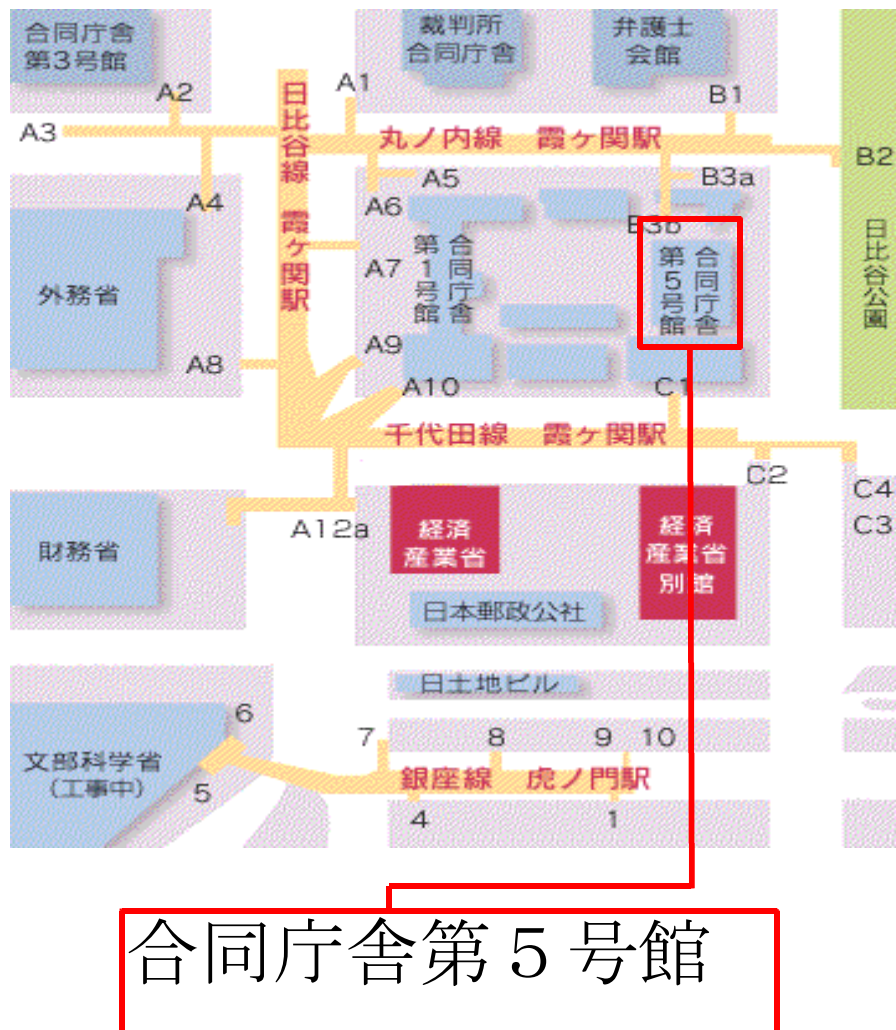 合同庁舎
第3号館
裁判所
合同庁舎
弁護士
会館
A1
A2
A3
B1
日比谷線 霞ヶ関駅
丸ノ内線 霞ヶ関駅
B2
A4
A5
B3a
A6
B3b
外務省
A7
合同庁舎
第1号館
合同庁舎
第5号館
日比谷公園
A8
A9
A10
C1
千代田線 霞ヶ関駅
C2
C4
C3
A12a
財務省
経済
産業省
経済
産業省
別館
日本郵政公社
日土地ビル
6
7
8
9
10
文部科学省
(工事中)
5
銀座線 虎ノ門駅
4
1
合同庁舎第５号館